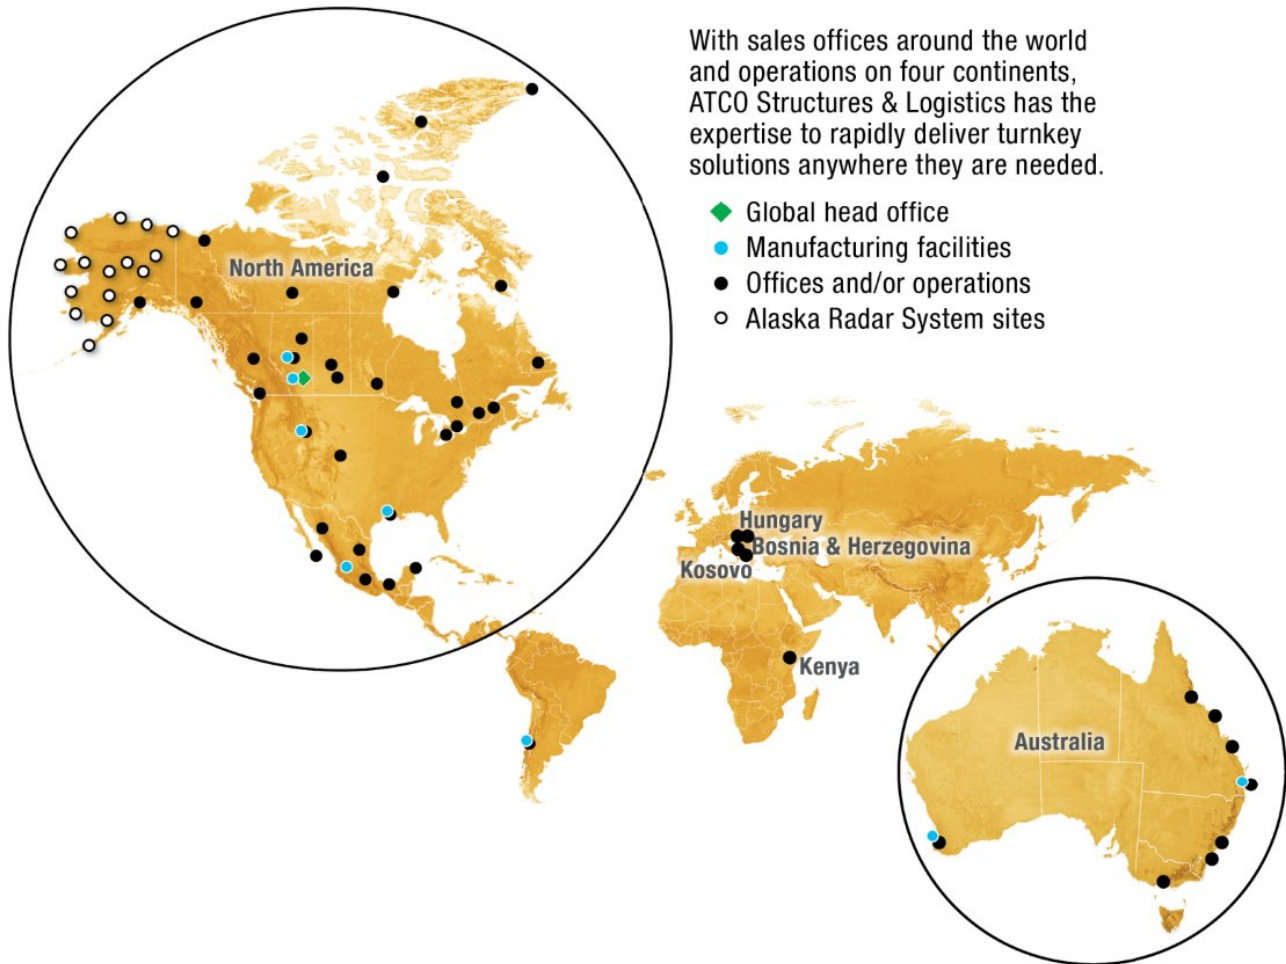 With sales offices around the world
and operations on four continents,
ATCO Structures & Logistics has the
expertise to rapidly deliver turnkey
solutions anywhere they are needed.
Global head office
Manufacturing facilities
Offices and/or operations
Alaska Radar System sites
North America
Hungary
Bosnia & Herzegovina
Kosovo
Kenya
Australia